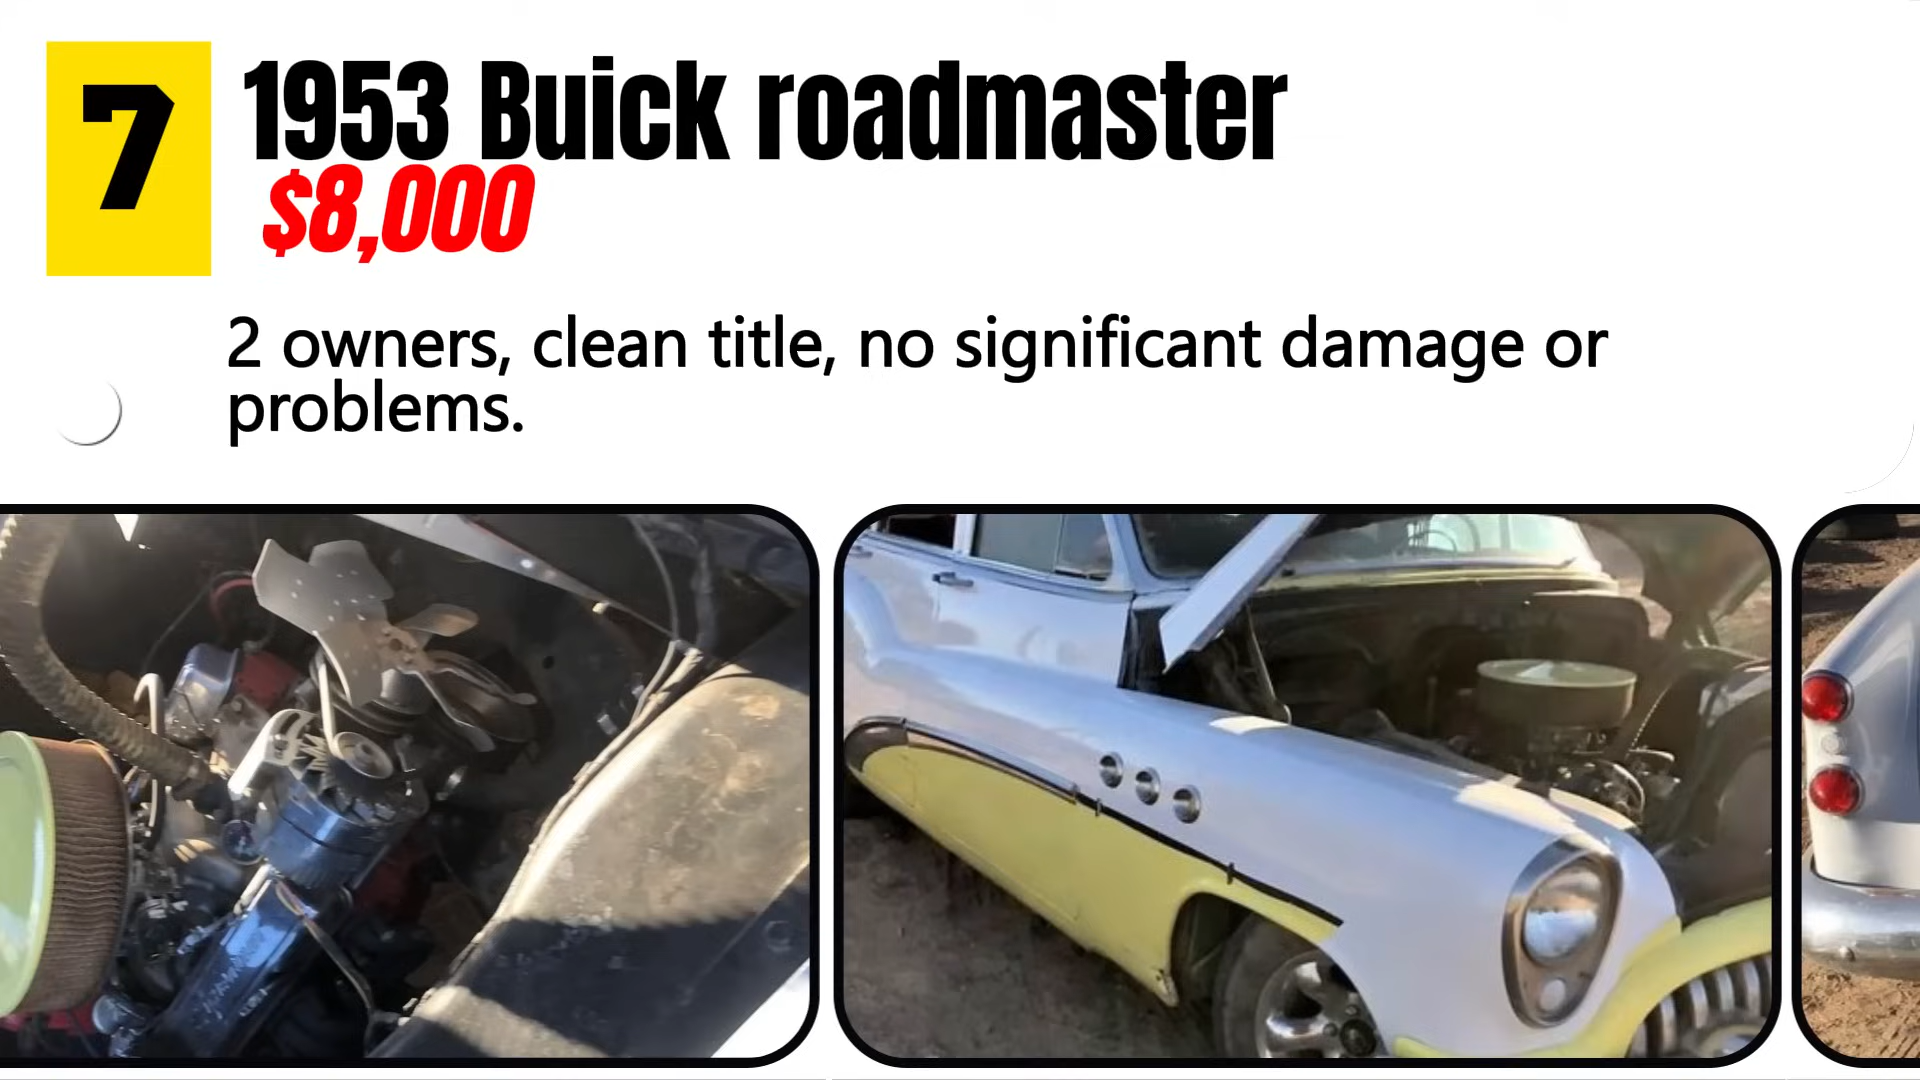 7
1953 Buick roadmaster
$8,000
2 owners, clean title, no significant damage or
problems.